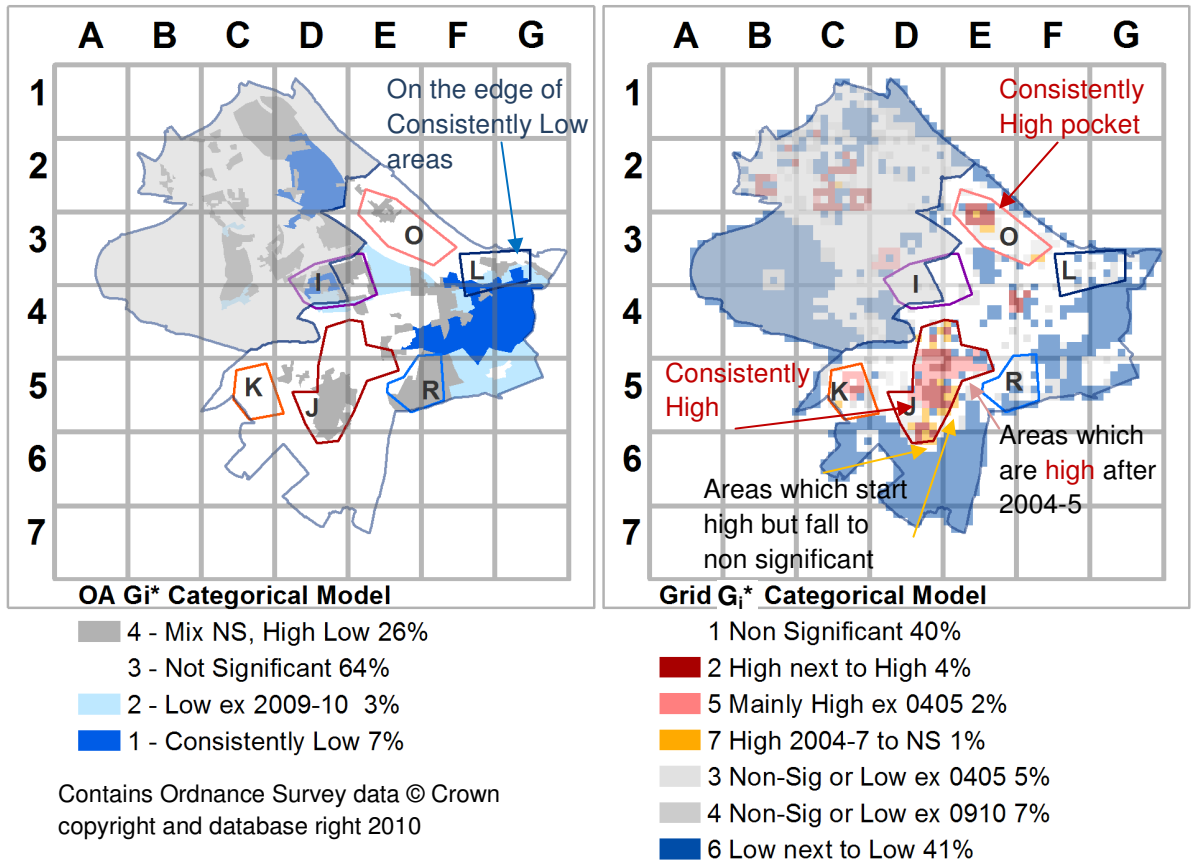 A B C D E F G
1
2
3
4
5
6
7
On the edge of
Consistently Low
areas
O
I
L
K
J
R
OA Gi* Categorical Model
4 - Mix NS, High Low 26%
3 - Not Significant 64%
2 - Low ex 2009-10 3%
1 - Consistently Low 7%
Contains Ordnance Survey data © Crown
copyright and database right 2010
A B C D E F G
1
2
3
4
5
6
7
Consistently
High pocket
O
L
I
Consistently
High
K
J
R
Areas which
are high after
2004-5
Areas which start
high but fall to
non significant
Grid Gi* Categorical Model
1 Non Significant 40%
2 High next to High 4%
5 Mainly High ex 0405 2%
7 High 2004-7 to NS 1%
3 Non-Sig or Low ex 0405 5%
4 Non-Sig or Low ex 0910 7%
6 Low next to Low 41%